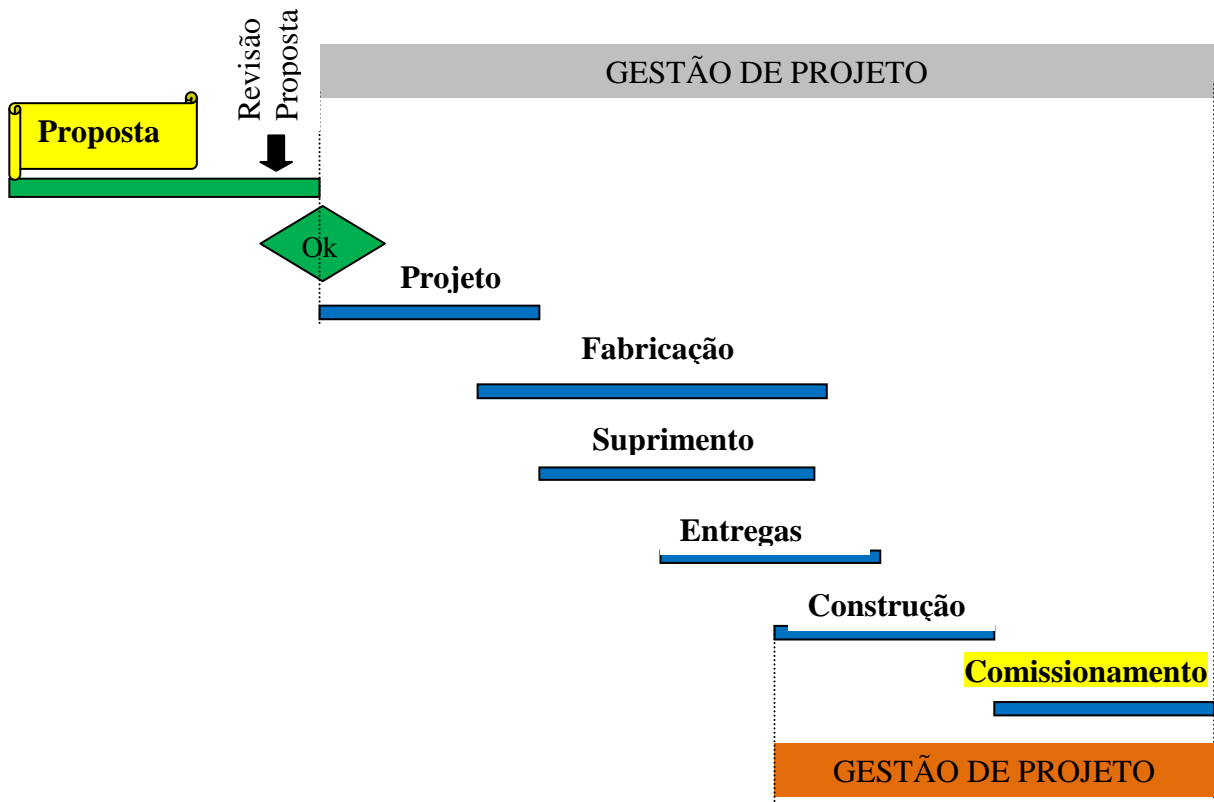 Revisão
Proposta
GESTÃO DE PROJETO
Proposta
Ok
Projeto
Fabricação
Suprimento
Entregas
Construção
Comissionamento
GESTÃO DE PROJETO